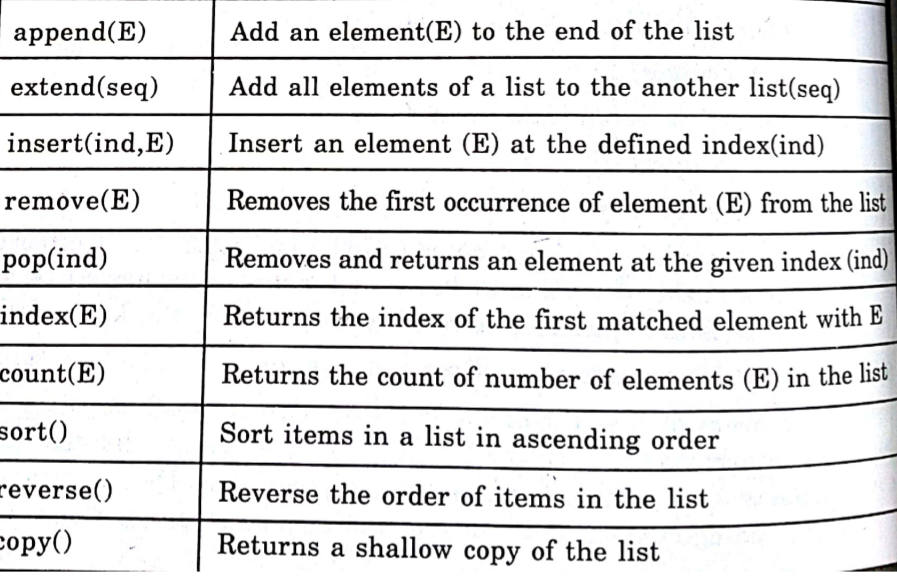 append(E) Add an element(E) to the end of the list
extend(seq) Add all elements of a list to the another list(seq)
insert(ind,E) Insert an element (E) at the defined index(ind)
remove(E) Removes the first occurrence of element (E) from the list
pop(ind) Removes and returns an element at the given index (ind)
index(E) Returns the index of the first matched element with E
count(E) Returns the count of number of elements (E) in the list
sort() Sort items in a list in ascending order
reverse() Reverse the order of items in the list
copy() Returns a shallow copy of the list